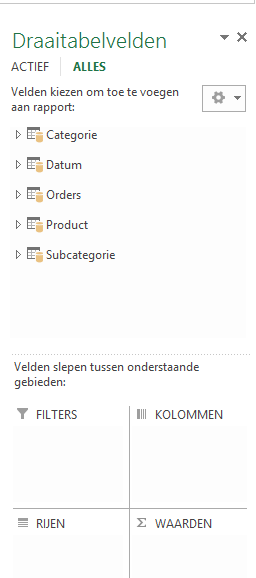 Draaitabelvelden
ACTIEF ALLES
Velden kiezen om toe te voegen
aan rapport:
Categorie
Datum
Orders
Product
Subcategorie
Velden slepen tussen onderstaande
gebieden:
FILTERS KOLOMMEN
RIJEN WAARDEN